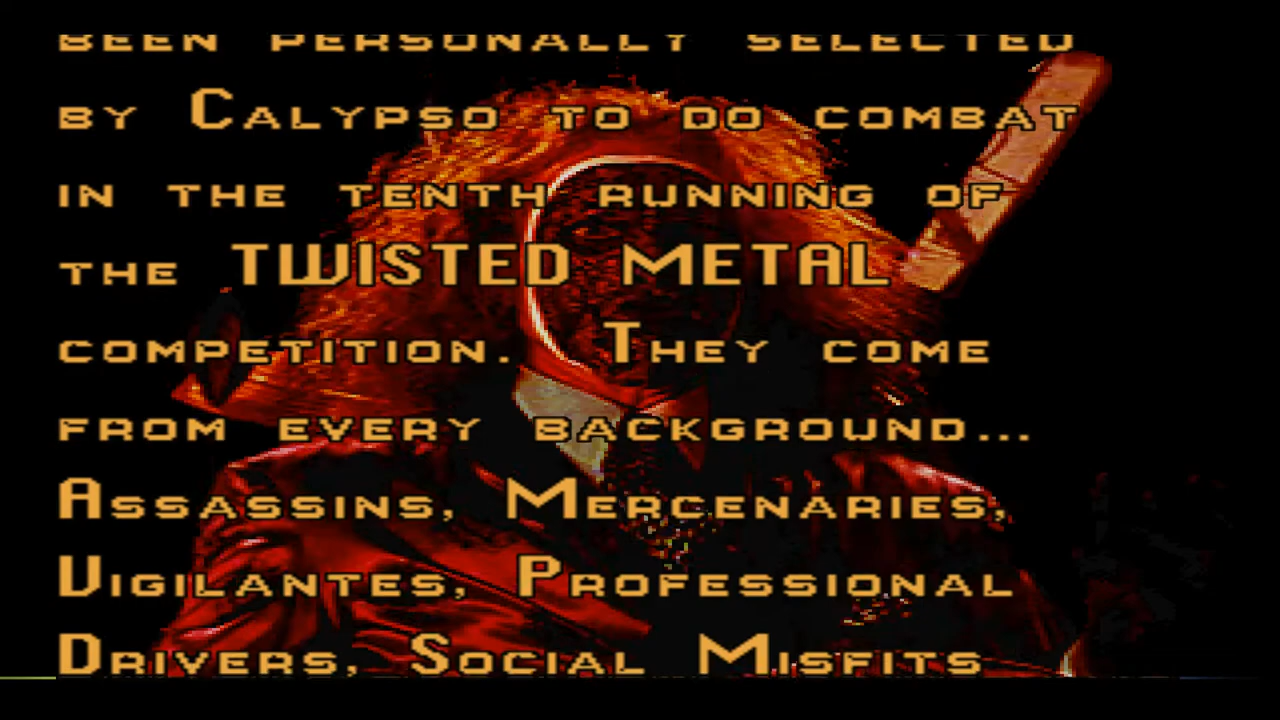 BEEN PERSONALLY SELECTED
BY CALYPSO TO DO COMBAT
IN THE TENTH RUNNING OF
THE TWISTED METAL
COMPETITION. THEY COME
FROM EVERY BACKGROUND...
ASSASSINS, MERCENARIES,
VIGILANTES, PROFESSIONAL
DRIVERS, SOCIAL MISFITS